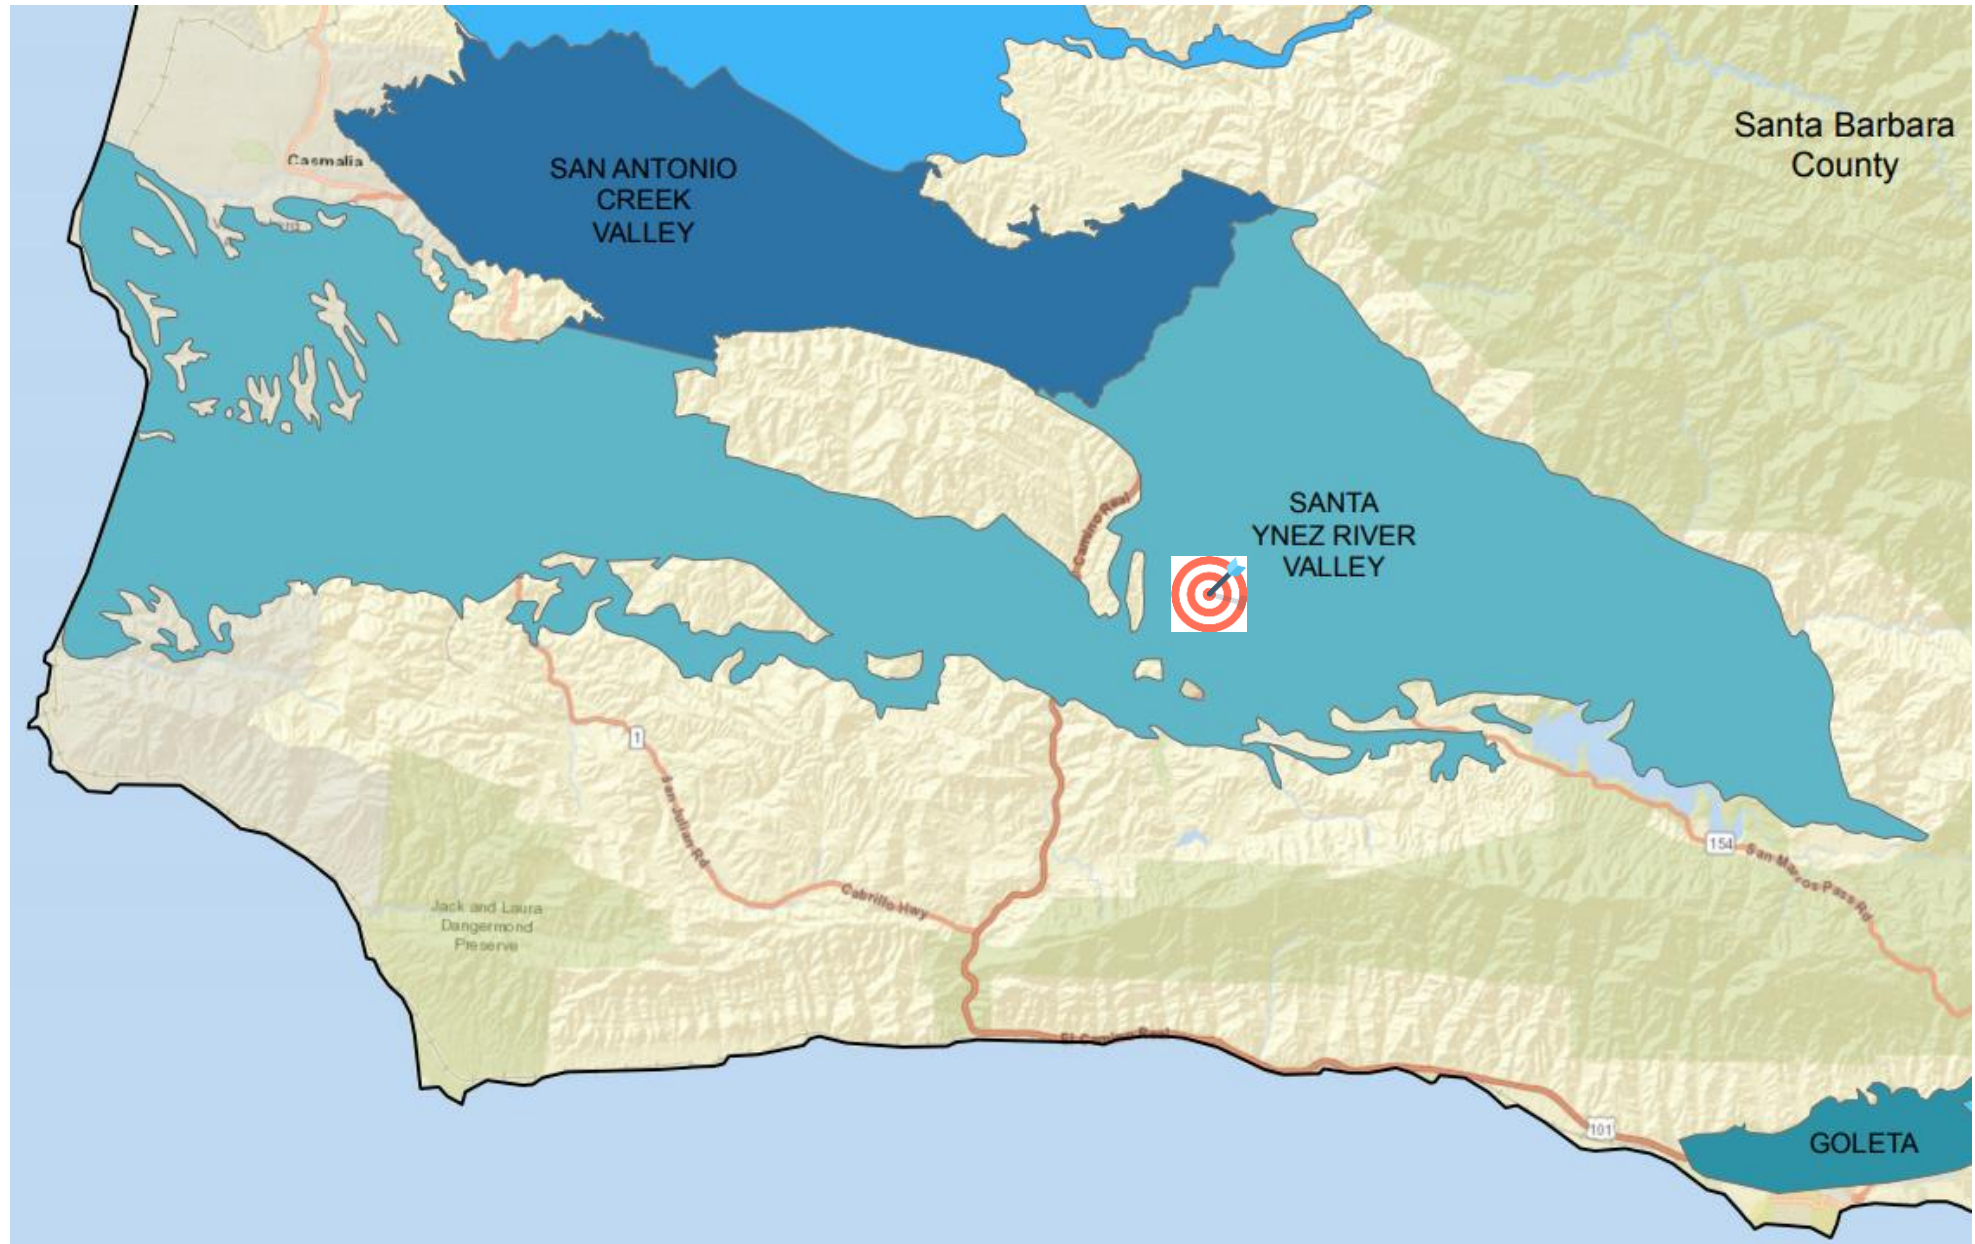 Santa Barbara
County
Casmalia
SAN ANTONIO
CREEK
VALLEY
Camino Real
SANTA
YNEZ RIVER
VALLEY
1
San Julian Rd
Cabrillo Hwy
154
San Marcos Pass Rd
Jack and Laura
Dangermond
Preserve
El Camino Real
101
GOLETA